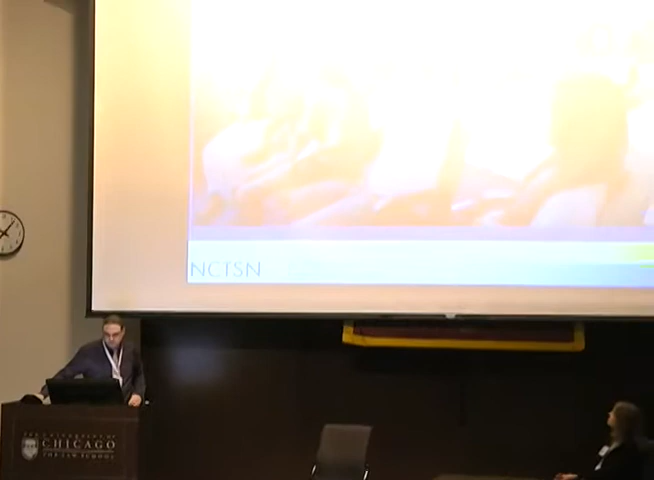 NCTSN
THE UNIVERSITY OF
CHICAGO
THE LAW SCHOOL